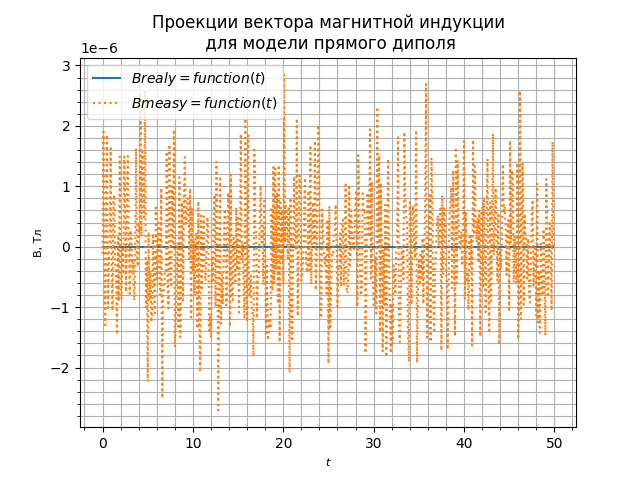 Проекции вектора магнитной индукции
для модели прямого диполя
1e−6
Brealy = function(t)
Bmeasy = function(t)
3
2
1
0
−1
−2
B, Тл
0 10 20 30 40 50
t